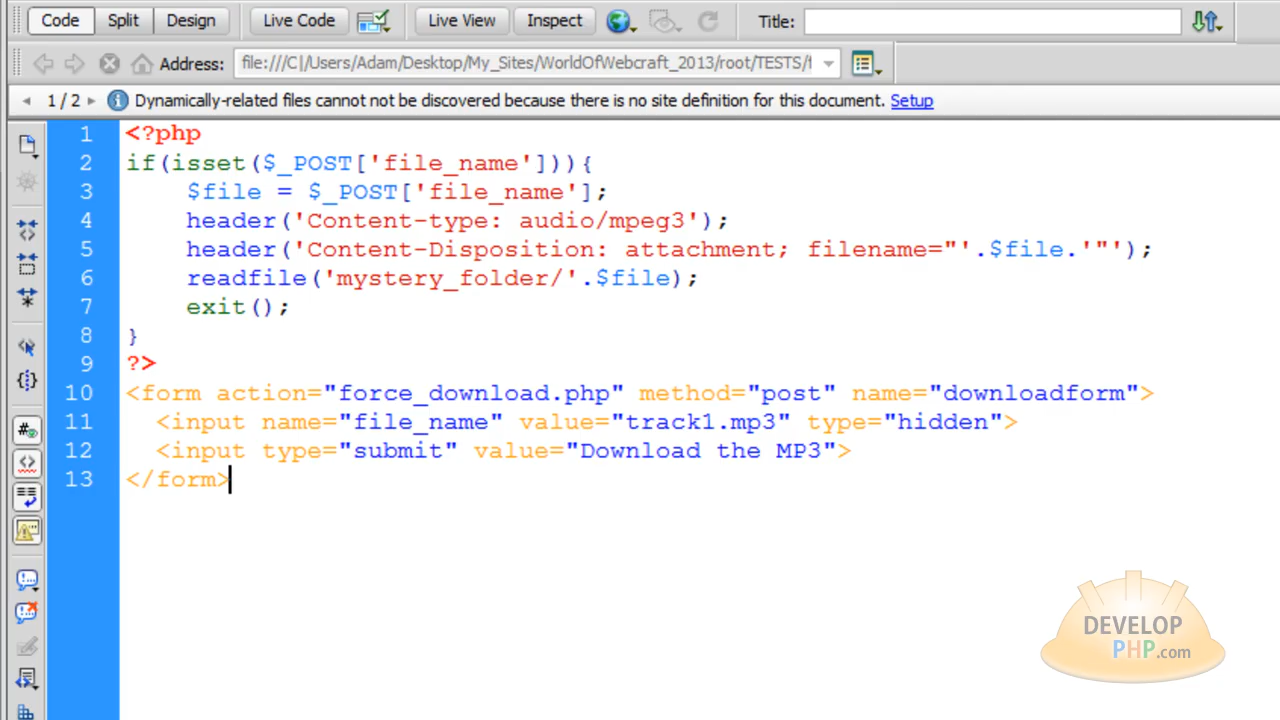 Code Split Design Live Code Live View Inspect Title:
Address: file:///C|/Users/Adam/Desktop/My_Sites/WorldOfWebcraft_2013/root/TESTS/f
1 / 2 Dynamically-related files cannot not be discovered because there is no site definition for this document. Setup
1 <?php
2 if(isset($_POST['file_name'])){
3 $file = $_POST['file_name'];
4 header('Content-type: audio/mpeg3');
5 header('Content-Disposition: attachment; filename="'.$file.'"');
6 readfile('mystery_folder/'.$file);
7 exit();
8 }
9 ?>
10 <form action="force_download.php" method="post" name="downloadform">
11 <input name="file_name" value="track1.mp3" type="hidden">
12 <input type="submit" value="Download the MP3">
13 </form>
DEVELOP
PHP.com